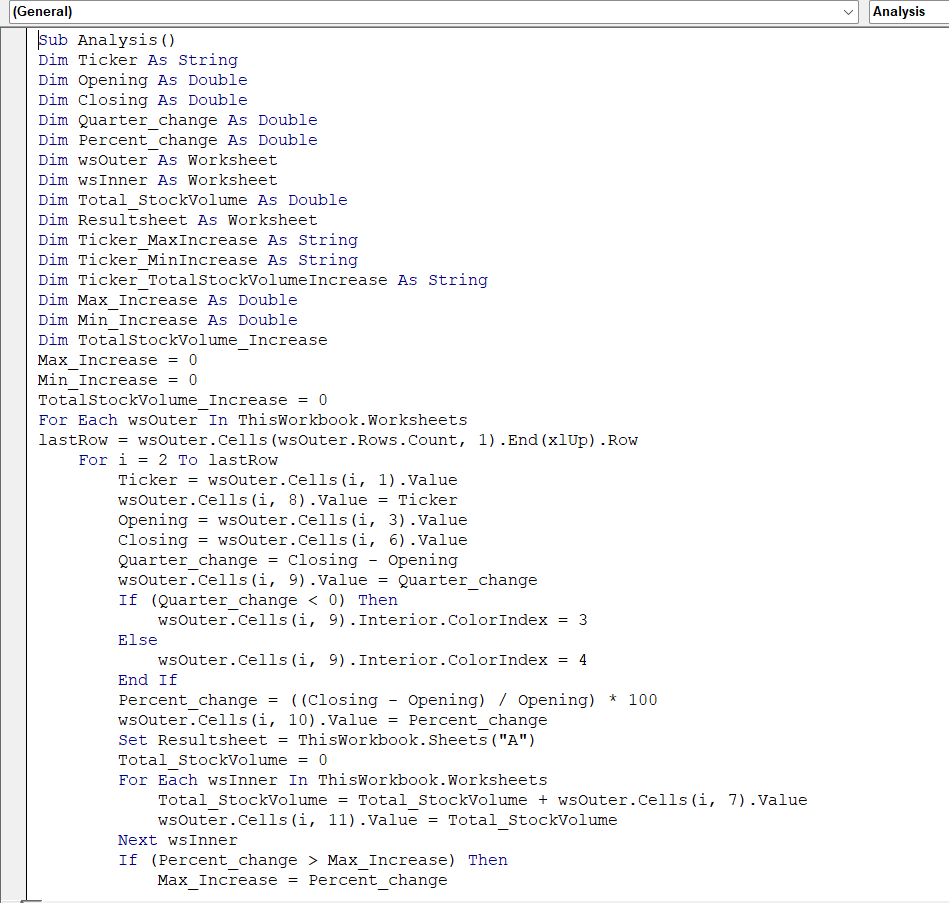 (General)
Analysis
Sub Analysis()
Dim Ticker As String
Dim Opening As Double
Dim Closing As Double
Dim Quarter_change As Double
Dim Percent_change As Double
Dim wsOuter As Worksheet
Dim wsInner As Worksheet
Dim Total_StockVolume As Double
Dim Resultsheet As Worksheet
Dim Ticker_MaxIncrease As String
Dim Ticker_MinIncrease As String
Dim Ticker_TotalStockVolumeIncrease As String
Dim Max_Increase As Double
Dim Min_Increase As Double
Dim TotalStockVolume_Increase
Max_Increase = 0
Min_Increase = 0
TotalStockVolume_Increase = 0
For Each wsOuter In ThisWorkbook.Worksheets
lastRow = wsOuter.Cells(wsOuter.Rows.Count, 1).End(xlUp).Row
    For i = 2 To lastRow
        Ticker = wsOuter.Cells(i, 1).Value
        wsOuter.Cells(i, 8).Value = Ticker
        Opening = wsOuter.Cells(i, 3).Value
        Closing = wsOuter.Cells(i, 6).Value
        Quarter_change = Closing - Opening
        wsOuter.Cells(i, 9).Value = Quarter_change
        If (Quarter_change < 0) Then
            wsOuter.Cells(i, 9).Interior.ColorIndex = 3
        Else
            wsOuter.Cells(i, 9).Interior.ColorIndex = 4
        End If
        Percent_change = ((Closing - Opening) / Opening) * 100
        wsOuter.Cells(i, 10).Value = Percent_change
        Set Resultsheet = ThisWorkbook.Sheets("A")
        Total_StockVolume = 0
        For Each wsInner In ThisWorkbook.Worksheets
            Total_StockVolume = Total_StockVolume + wsOuter.Cells(i, 7).Value
            wsOuter.Cells(i, 11).Value = Total_StockVolume
        Next wsInner
        If (Percent_change > Max_Increase) Then
            Max_Increase = Percent_change